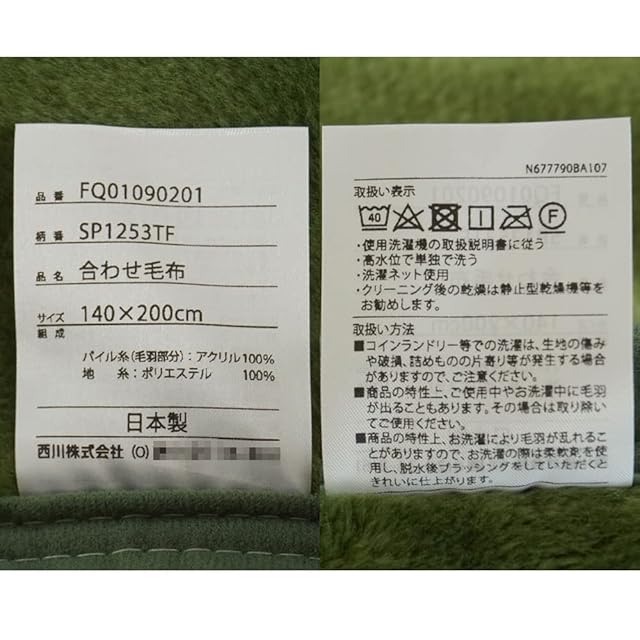 品番 FQ01090201
柄番 SP1253TF
品名 合わせ毛布
サイズ 140×200cm
組成
パイル糸(毛羽部分):アクリル100%
地 糸:ポリエステル 100%
日本製
西川株式会社 (O)
N677790BA107
取扱い表示
40 F
・使用洗濯機の取扱説明書に従う
・高水位で単独で洗う
・洗濯ネット使用
・クリーニング後の乾燥は静止型乾燥機等を
お勧めします。
取扱い方法
■コインランドリー等での洗濯は、生地の傷み
や破損、詰めものの片寄り等が発生する場合
がありますので、ご注意ください。
■商品の特性上、ご使用中やお洗濯中に毛羽
が出ることもあります。その場合は取り除い
てご使用ください。
■商品の特性上、お洗濯により毛羽が乱れるこ
とがありますので、お洗濯の際は柔軟剤を使
用し、脱水後ブラッシングをしていただくと
きれいに仕上がります。